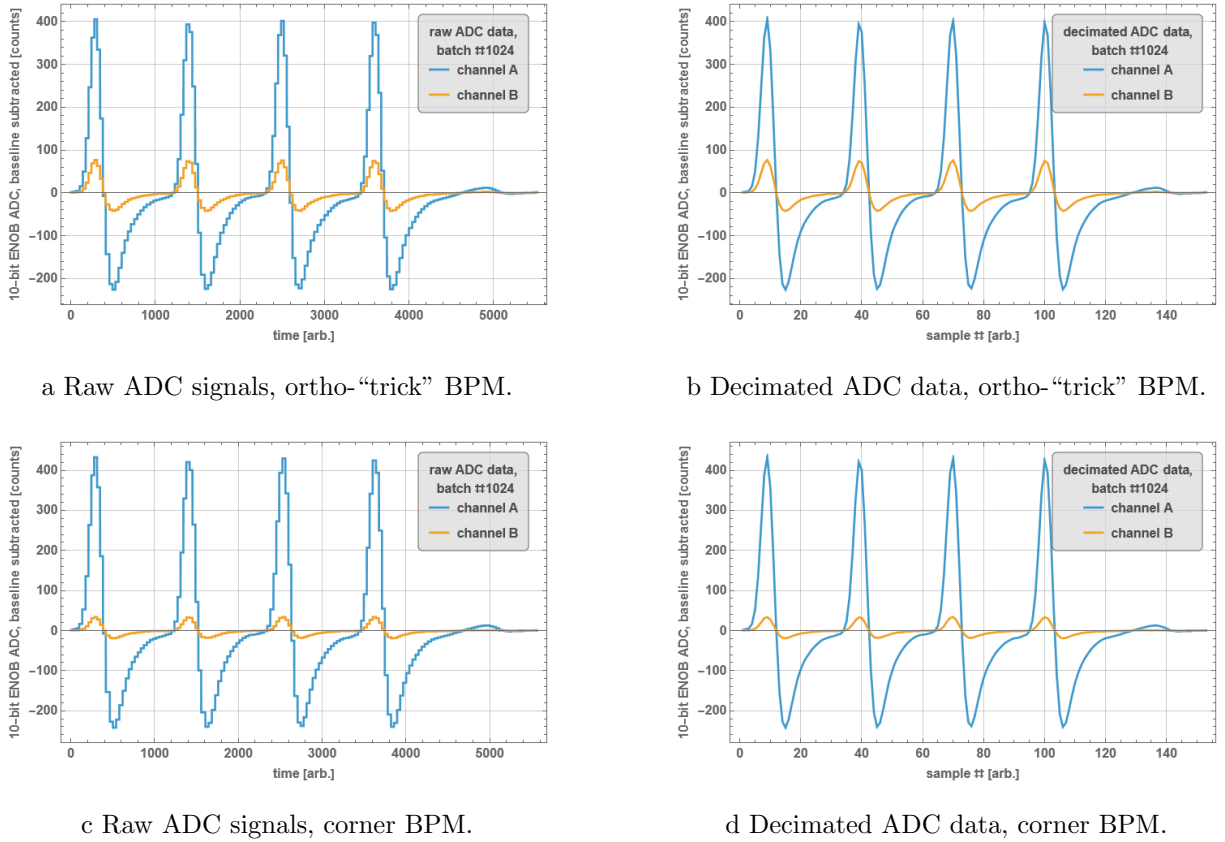 10-bit ENOB ADC, baseline subtracted [counts]
400
300
200
100
0
-100
-200
0
1000
2000
3000
4000
5000
time [arb.]
raw ADC data,
batch ⌗1024
channel A
channel B
a Raw ADC signals, ortho-“trick” BPM.
10-bit ENOB ADC, baseline subtracted [counts]
400
300
200
100
0
-100
-200
0
20
40
60
80
100
120
140
sample ⌗ [arb.]
decimated ADC data,
batch ⌗1024
channel A
channel B
b Decimated ADC data, ortho-“trick” BPM.
10-bit ENOB ADC, baseline subtracted [counts]
400
300
200
100
0
-100
-200
0
1000
2000
3000
4000
5000
time [arb.]
raw ADC data,
batch ⌗1024
channel A
channel B
c Raw ADC signals, corner BPM.
10-bit ENOB ADC, baseline subtracted [counts]
400
300
200
100
0
-100
-200
0
20
40
60
80
100
120
140
sample ⌗ [arb.]
decimated ADC data,
batch ⌗1024
channel A
channel B
d Decimated ADC data, corner BPM.